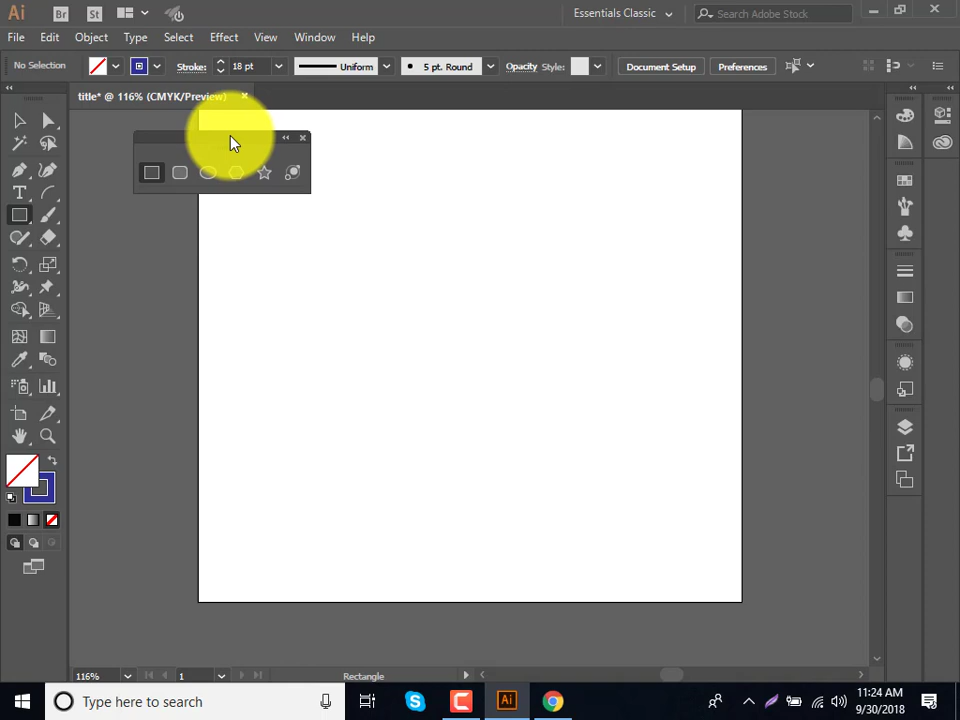 Ai Br St Essentials Classic Search Adobe Stock
File Edit Object Type Select Effect View Window Help
No Selection Stroke: 18 pt Uniform 5 pt. Round Opacity Style: Document Setup Preferences
title* @ 116% (CMYK/Preview)
T
116% 1 Rectangle
Type here to search Ai 11:24 AM
9/30/2018